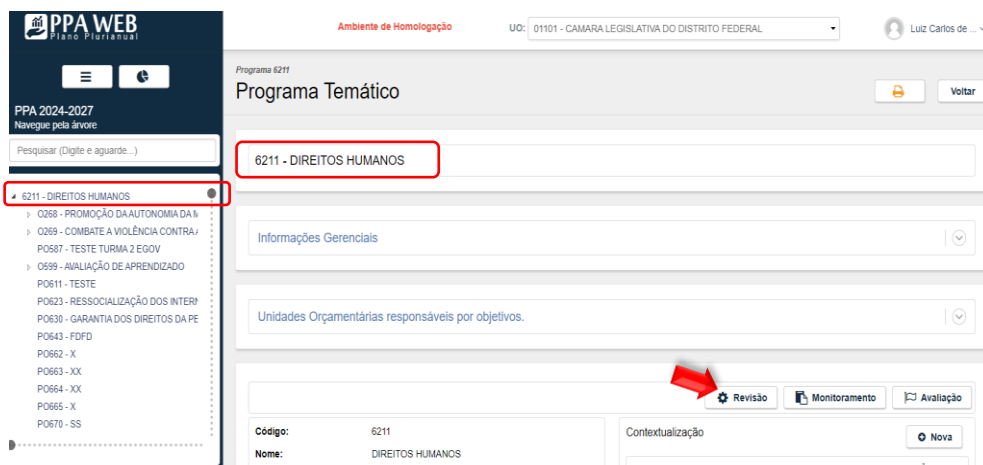 PPA WEB
Plano Plurianual
Ambiente de Homologação
UO: 01101 - CAMARA LEGISLATIVA DO DISTRITO FEDERAL
Luiz Carlos de ...
PPA 2024-2027
Navegue pela árvore
Pesquisar (Digite e aguarde...)
6211 - DIREITOS HUMANOS
O268 - PROMOÇÃO DA AUTONOMIA DA M
O269 - COMBATE A VIOLÊNCIA CONTRA
PO587 - TESTE TURMA 2 EGOV
O599 - AVALIAÇÃO DE APRENDIZADO
PO611 - TESTE
PO623 - RESSOCIALIZAÇÃO DOS INTERN
PO630 - GARANTIA DOS DIREITOS DA PE
PO643 - FDFD
PO662 - X
PO663 - XX
PO664 - XX
PO665 - X
PO670 - SS
Programa 6211
Programa Temático
Voltar
6211 - DIREITOS HUMANOS
Informações Gerenciais
Unidades Orçamentárias responsáveis por objetivos.
Revisão Monitoramento Avaliação
Código: 6211
Nome: DIREITOS HUMANOS
Contextualização
Nova